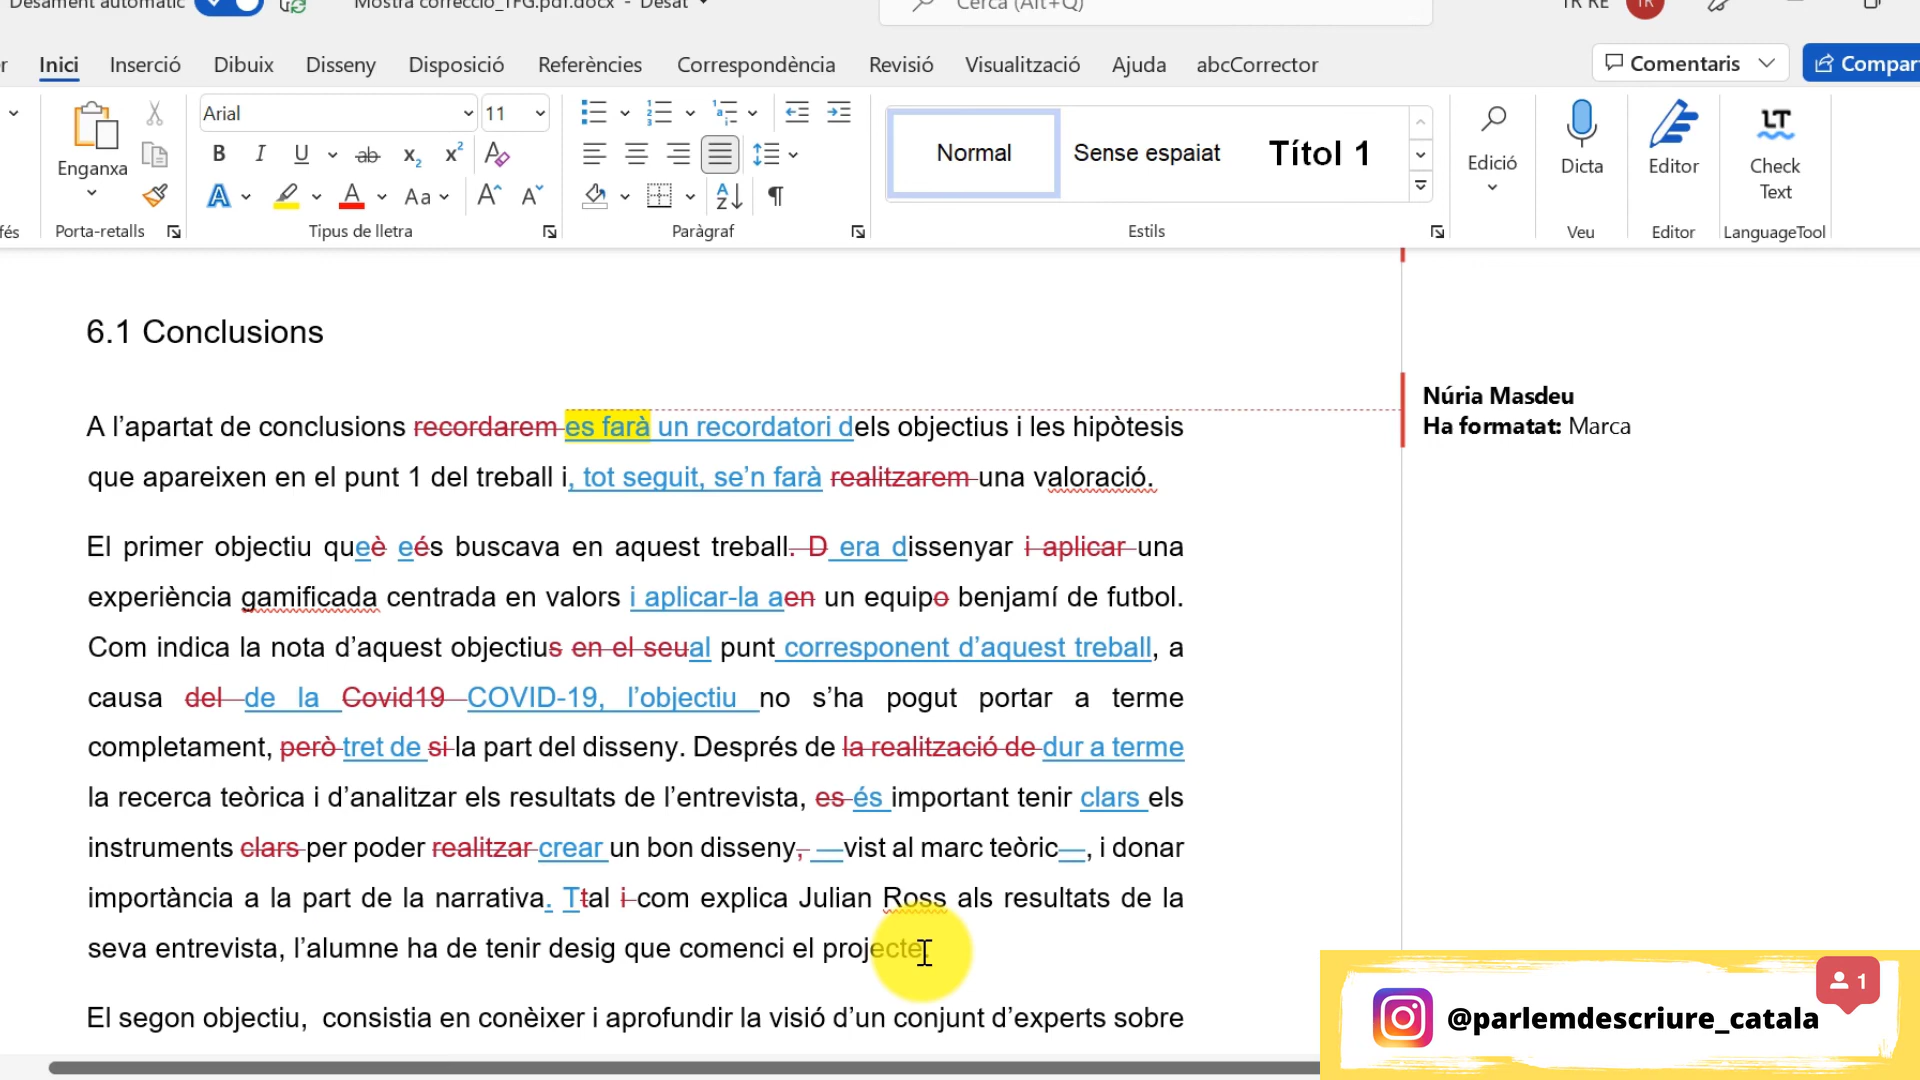 Desament automàtic
Mostra correcció_TFG.pdf.docx - Desat
Cerca (Alt+Q)
TR RE
TR
Inici Inserció Dibuix Disseny Disposició Referències Correspondència Revisió Visualització Ajuda abcCorrector
Comentaris
Compar
Enganxa
Arial
11
Normal
Sense espaiat
Títol 1
Edició
Dicta
Editor
Check
Text
fés
Porta-retalls
Tipus de lletra
Paràgraf
Estils
Veu
Editor
LanguageTool
6.1 Conclusions
A l’apartat de conclusions recordarem es farà un recordatori dels objectius i les hipòtesis
que apareixen en el punt 1 del treball i, tot seguit, se’n farà realitzarem una valoració.
El primer objectiu queè eés buscava en aquest treball. D era dissenyar i aplicar una
experiència gamificada centrada en valors i aplicar-la aen un equipo benjamí de futbol.
Com indica la nota d’aquest objectius en el seual punt corresponent d’aquest treball, a
causa del de la Covid19 COVID-19, l’objectiu no s’ha pogut portar a terme
completament, però tret de si la part del disseny. Després de la realització de dur a terme
la recerca teòrica i d’analitzar els resultats de l’entrevista, es és important tenir clars els
instruments clars per poder realitzar crear un bon disseny, —vist al marc teòric—, i donar
importància a la part de la narrativa. Ttal i com explica Julian Ross als resultats de la
seva entrevista, l’alumne ha de tenir desig que comenci el projecte.
El segon objectiu, consistia en conèixer i aprofundir la visió d’un conjunt d’experts sobre
Núria Masdeu
Ha formatat: Marca
1
@parlemdescriure_catala